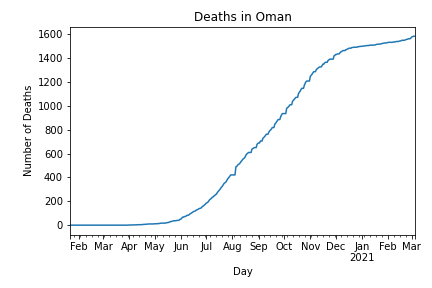 Deaths in Oman
Number of Deaths
1600
1400
1200
1000
800
600
400
200
0
Feb Mar Apr May Jun Jul Aug Sep Oct Nov Dec Jan Feb Mar
2021
Day